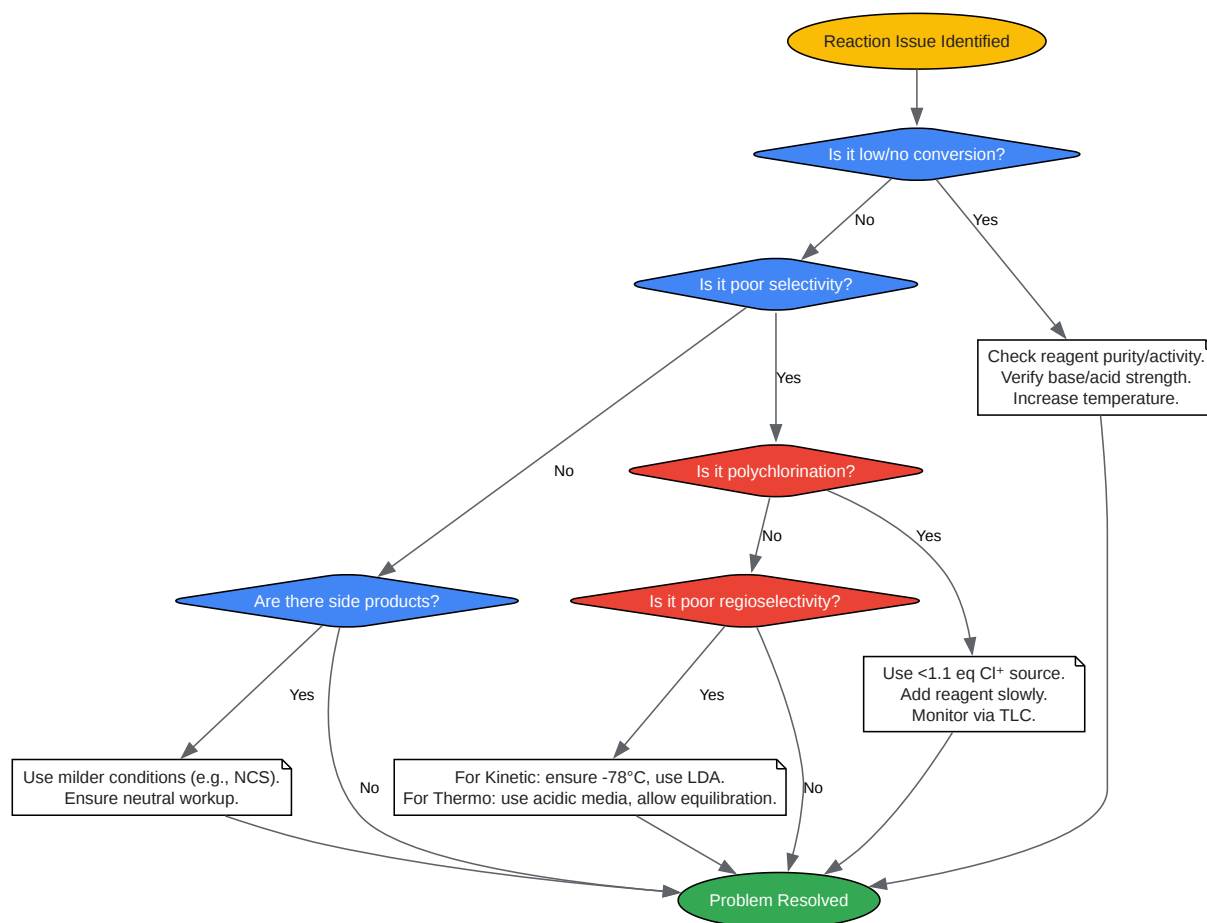 Reaction Issue Identified
Is it low/no conversion?
No
Yes
Is it poor selectivity?
Check reagent purity/activity.
Verify base/acid strength.
Increase temperature.
Yes
No
Is it polychlorination?
No
Yes
Are there side products?
Is it poor regioselectivity?
Use <1.1 eq Cl⁺ source.
Add reagent slowly.
Monitor via TLC.
Yes
Yes
Use milder conditions (e.g., NCS).
Ensure neutral workup.
No
For Kinetic: ensure -78°C, use LDA.
For Thermo: use acidic media, allow equilibration.
No
Problem Resolved